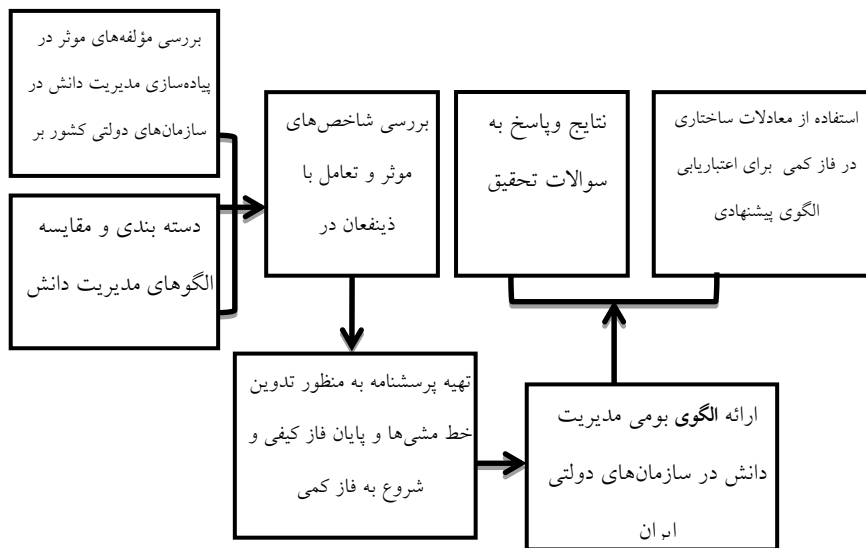 بررسی مؤلفه‌های موثر در
پیاده‌سازی مدیریت دانش در
سازمان‌های دولتی کشور بر
دسته بندی و مقایسه
الگوهای مدیریت دانش
بررسی شاخص‌های
موثر و تعامل با
ذینفعان در
تهیه پرسشنامه به منظور تدوین
خط مشی‌ها و پایان فاز کیفی و
شروع به فاز کمی
ارائه الگوی بومی مدیریت
دانش در سازمان‌های دولتی
ایران
نتایج وپاسخ به
سوالات تحقیق
استفاده از معادلات ساختاری
در فاز کمی برای اعتباریابی
الگوی پیشنهادی